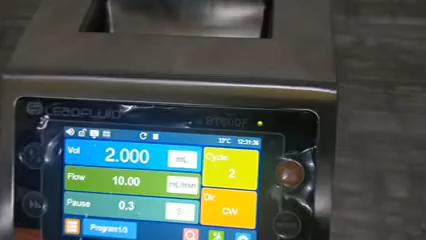 LEADFLUID
BT600F
33℃ 12:31:36
Vol 2.000 mL
Cycle 2
Flow 10.00 mL/min
Pause 0.3 S
Dir CW
Program1/3